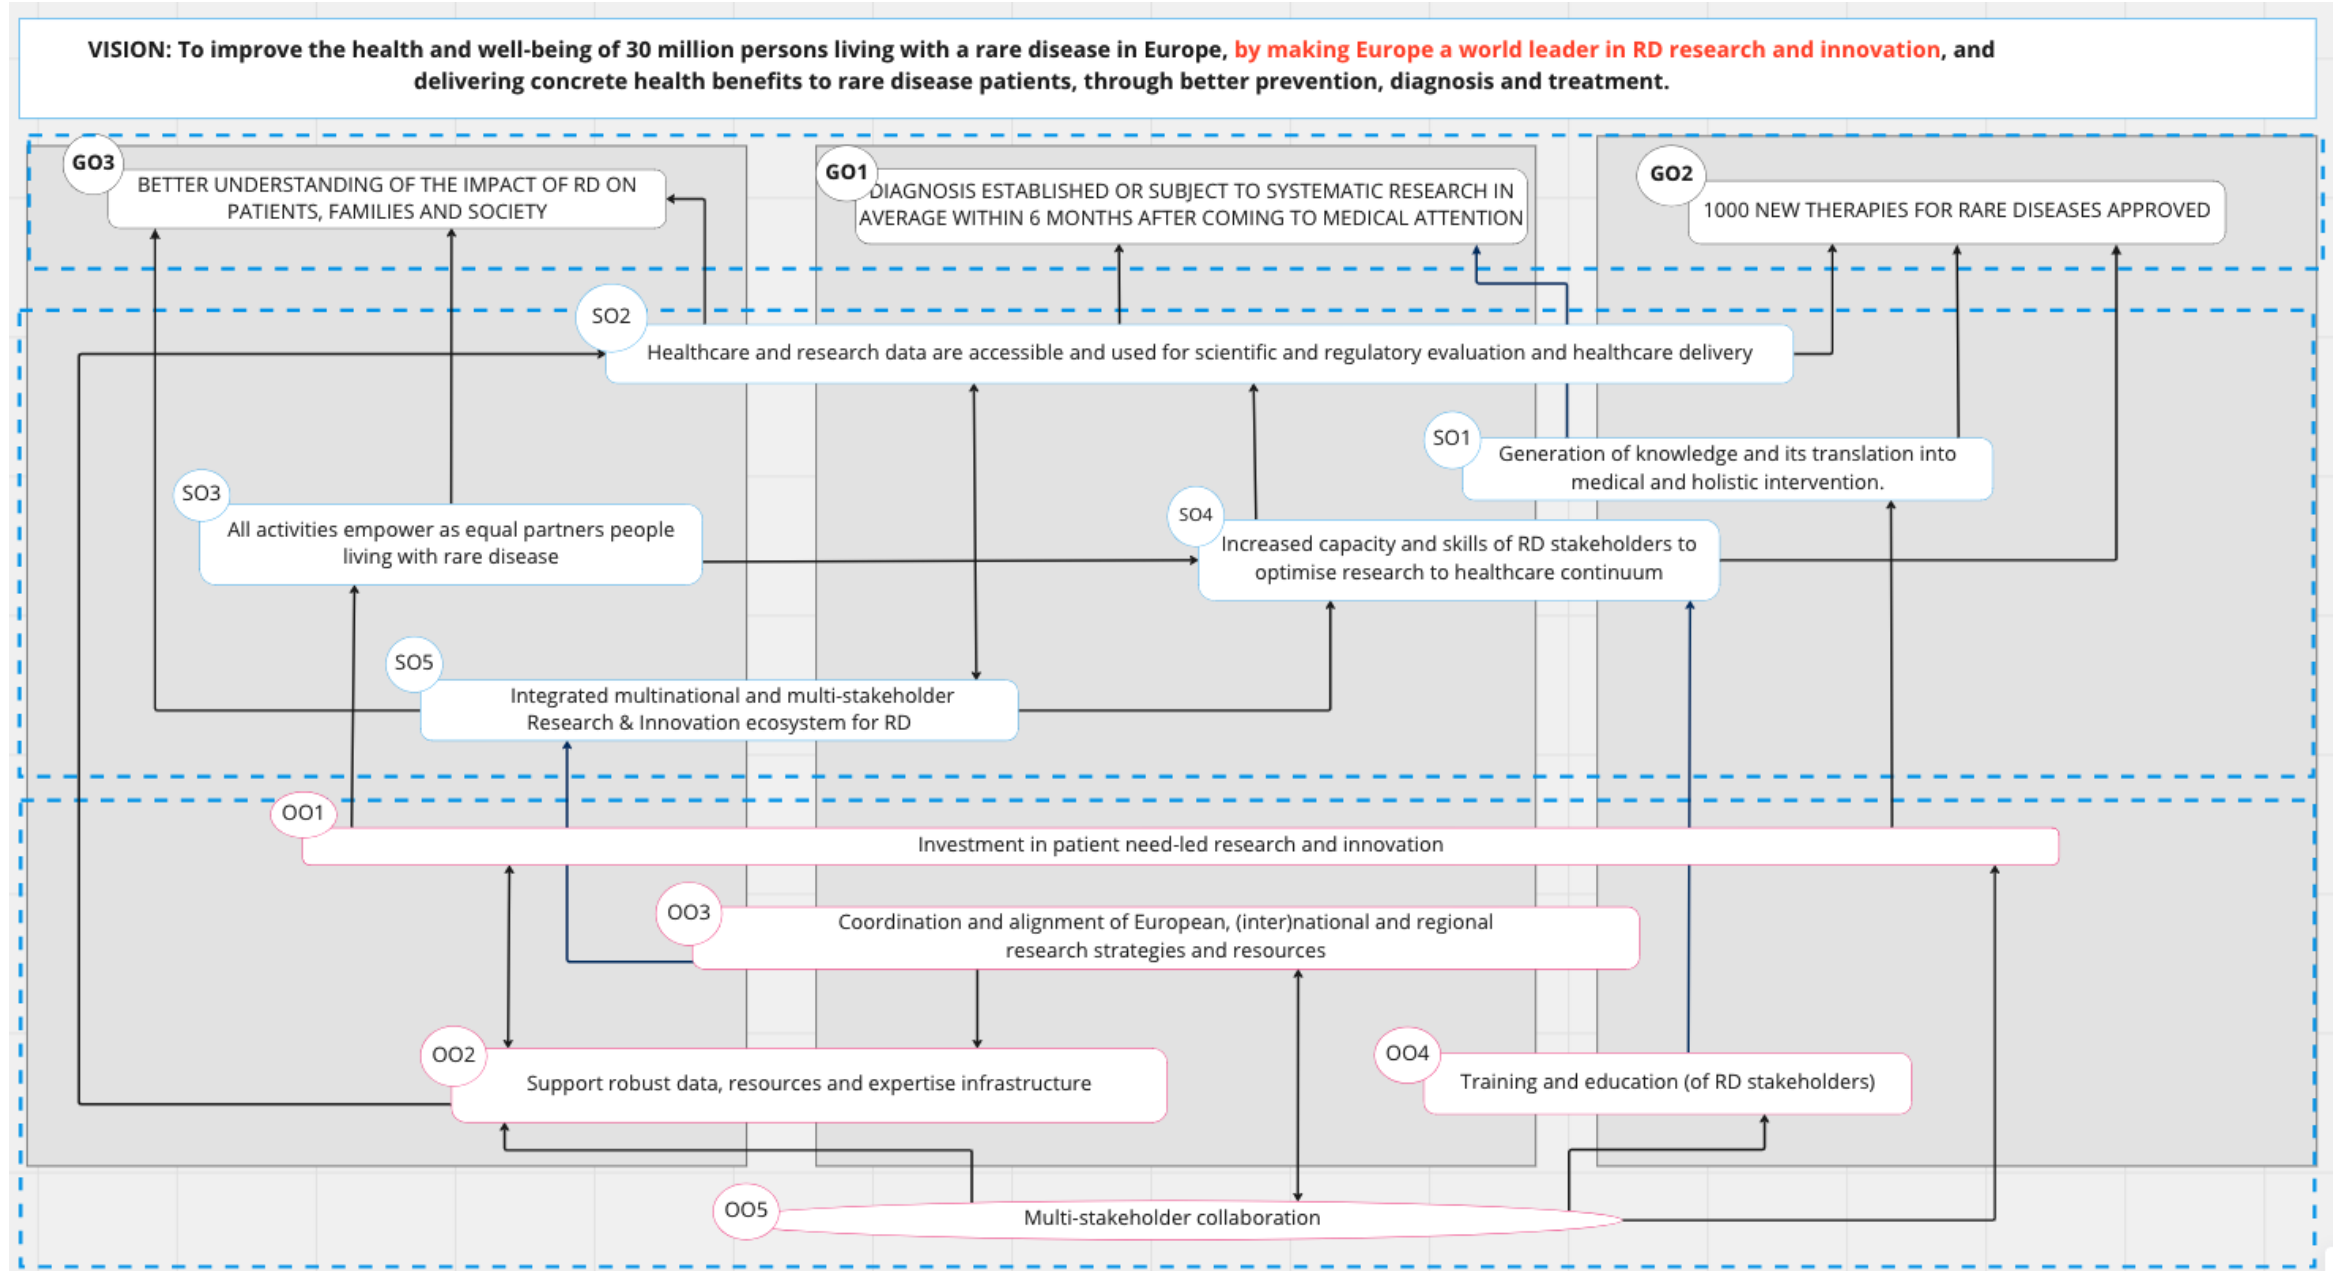 VISION: To improve the health and well-being of 30 million persons living with a rare disease in Europe, by making Europe a world leader in RD research and innovation, and
delivering concrete health benefits to rare disease patients, through better prevention, diagnosis and treatment.
GO3
BETTER UNDERSTANDING OF THE IMPACT OF RD ON
PATIENTS, FAMILIES AND SOCIETY
GO1
DIAGNOSIS ESTABLISHED OR SUBJECT TO SYSTEMATIC RESEARCH IN
AVERAGE WITHIN 6 MONTHS AFTER COMING TO MEDICAL ATTENTION
GO2
1000 NEW THERAPIES FOR RARE DISEASES APPROVED
SO2
Healthcare and research data are accessible and used for scientific and regulatory evaluation and healthcare delivery
SO1
Generation of knowledge and its translation into
medical and holistic intervention.
SO3
All activities empower as equal partners people
living with rare disease
SO4
Increased capacity and skills of RD stakeholders to
optimise research to healthcare continuum
SO5
Integrated multinational and multi-stakeholder
Research & Innovation ecosystem for RD
OO1
Investment in patient need-led research and innovation
OO3
Coordination and alignment of European, (inter)national and regional
research strategies and resources
OO2
Support robust data, resources and expertise infrastructure
OO4
Training and education (of RD stakeholders)
OO5
Multi-stakeholder collaboration